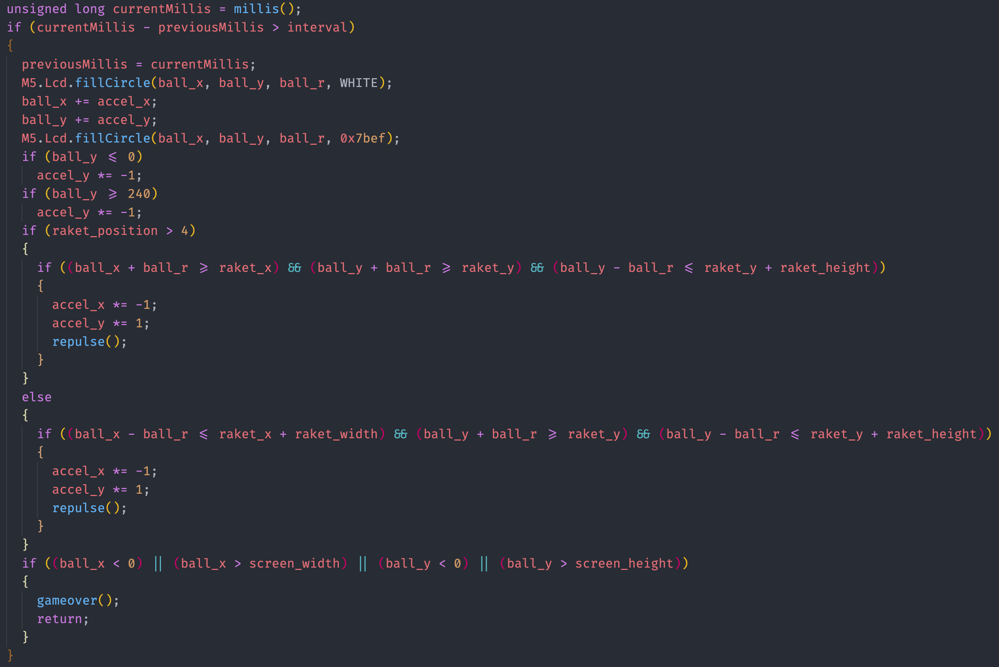 unsigned long currentMillis = millis();
if (currentMillis - previousMillis > interval)
{
  previousMillis = currentMillis;
  M5.Lcd.fillCircle(ball_x, ball_y, ball_r, WHITE);
  ball_x += accel_x;
  ball_y += accel_y;
  M5.Lcd.fillCircle(ball_x, ball_y, ball_r, 0x7bef);
  if (ball_y ⩽ 0)
    accel_y *= -1;
  if (ball_y ⩾ 240)
    accel_y *= -1;
  if (raket_position > 4)
  {
    if ((ball_x + ball_r ⩾ raket_x) && (ball_y + ball_r ⩾ raket_y) && (ball_y - ball_r ⩽ raket_y + raket_height))
    {
      accel_x *= -1;
      accel_y *= 1;
      repulse();
    }
  }
  else
  {
    if ((ball_x - ball_r ⩽ raket_x + raket_width) && (ball_y + ball_r ⩾ raket_y) && (ball_y - ball_r ⩽ raket_y + raket_height))
    {
      accel_x *= -1;
      accel_y *= 1;
      repulse();
    }
  }
  if ((ball_x < 0) || (ball_x > screen_width) || (ball_y < 0) || (ball_y > screen_height))
  {
    gameover();
    return;
  }
}